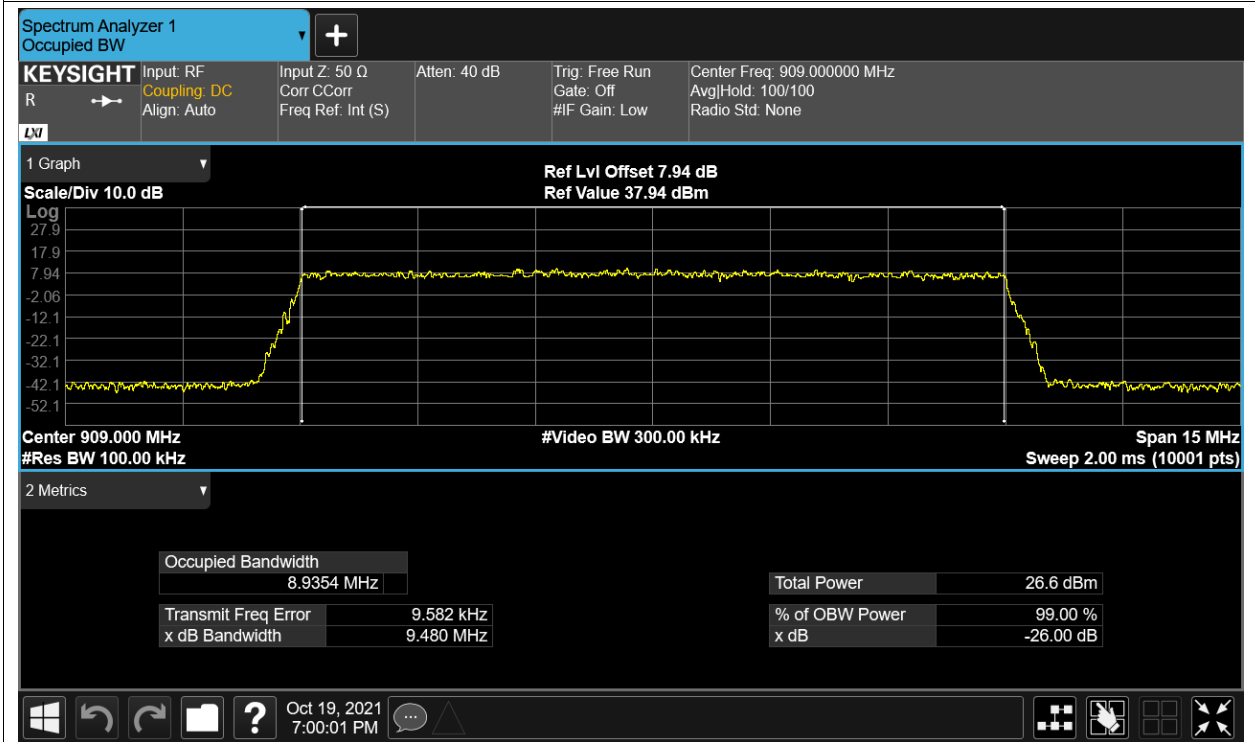 Spectrum Analyzer 1
Occupied BW
KEYSIGHT Input: RF Input Z: 50 Ω Atten: 40 dB Trig: Free Run Center Freq: 909.000000 MHz
R Coupling: DC Corr CCorr Gate: Off Avg|Hold: 100/100
Align: Auto Freq Ref: Int (S) #IF Gain: Low Radio Std: None
LXI
1 Graph Ref Lvl Offset 7.94 dB
Scale/Div 10.0 dB Ref Value 37.94 dBm
Log
27.9
17.9
7.94
-2.06
-12.1
-22.1
-32.1
-42.1
-52.1
Center 909.000 MHz #Video BW 300.00 kHz Span 15 MHz
#Res BW 100.00 kHz Sweep 2.00 ms (10001 pts)
2 Metrics
Occupied Bandwidth
8.9354 MHz Total Power 26.6 dBm
Transmit Freq Error 9.582 kHz % of OBW Power 99.00 %
x dB Bandwidth 9.480 MHz x dB -26.00 dB
? Oct 19, 2021
7:00:01 PM